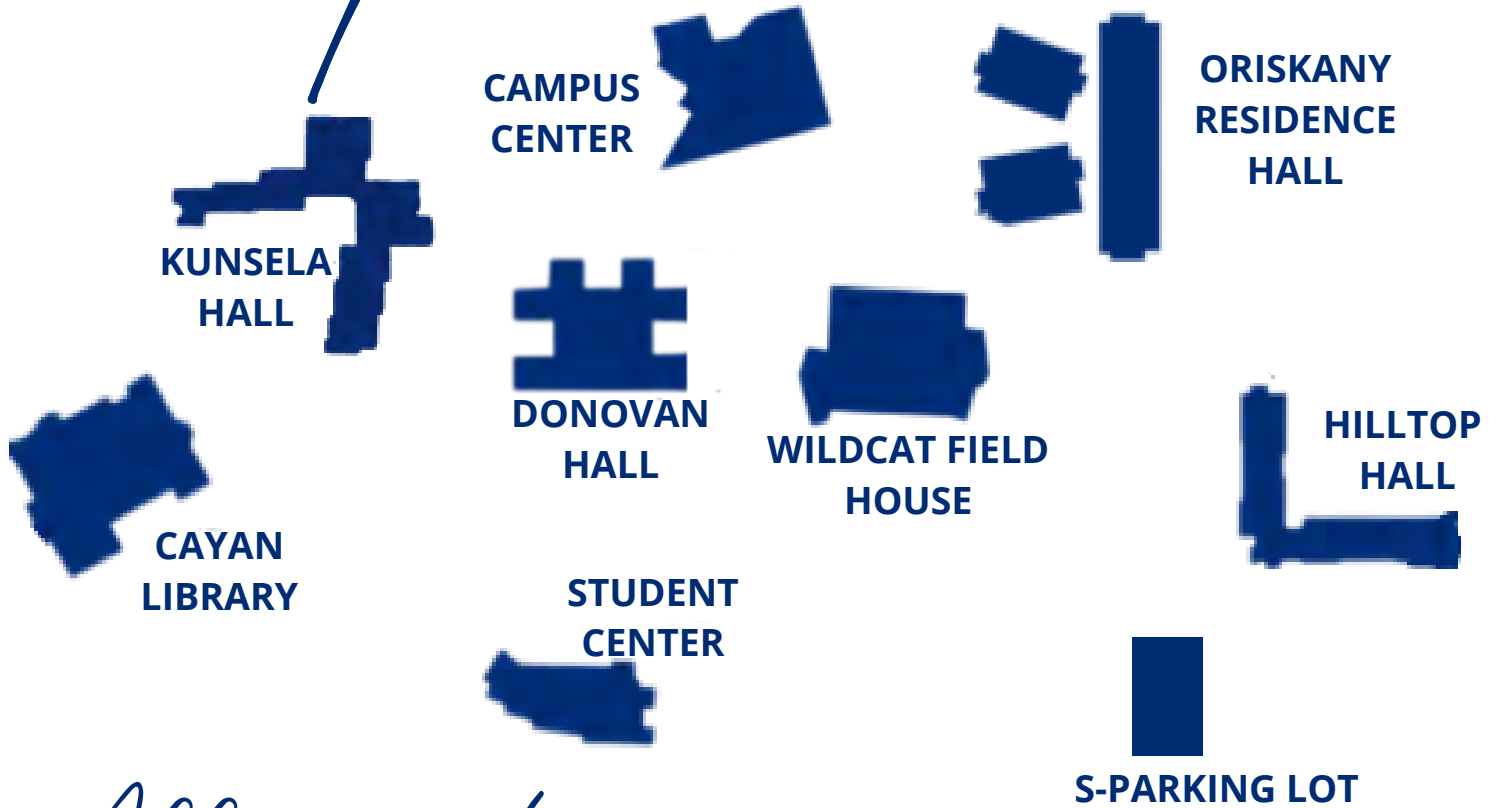 CAMPUS
CENTER
ORISKANY
RESIDENCE
HALL
KUNSELA
HALL
DONOVAN
HALL
WILDCAT FIELD
HOUSE
HILLTOP
HALL
CAYAN
LIBRARY
STUDENT
CENTER
S-PARKING LOT